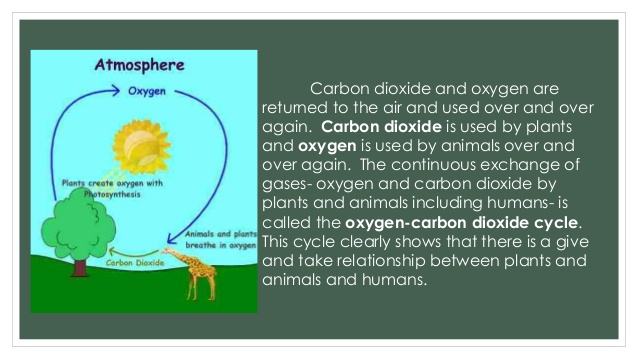 Atmosphere
Oxygen
Plants create oxygen with
Photosynthesis
Animals and plants
breathe in oxygen
Carbon Dioxide
Carbon dioxide and oxygen are
returned to the air and used over and over
again. Carbon dioxide is used by plants
and oxygen is used by animals over and
over again. The continuous exchange of
gases- oxygen and carbon dioxide by
plants and animals including humans- is
called the oxygen-carbon dioxide cycle.
This cycle clearly shows that there is a give
and take relationship between plants and
animals and humans.